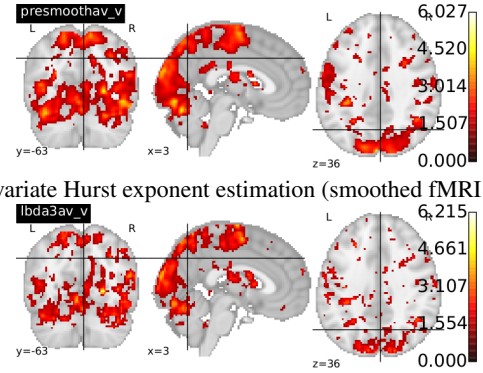 presmoothav_v
L R L R
6.027
4.520
3.014
1.507
0.000
y=-63 x=3 z=36
variate Hurst exponent estimation (smoothed fMRI
lbda3av_v
L R L R
6.215
4.661
3.107
1.554
0.000
y=-63 x=3 z=36